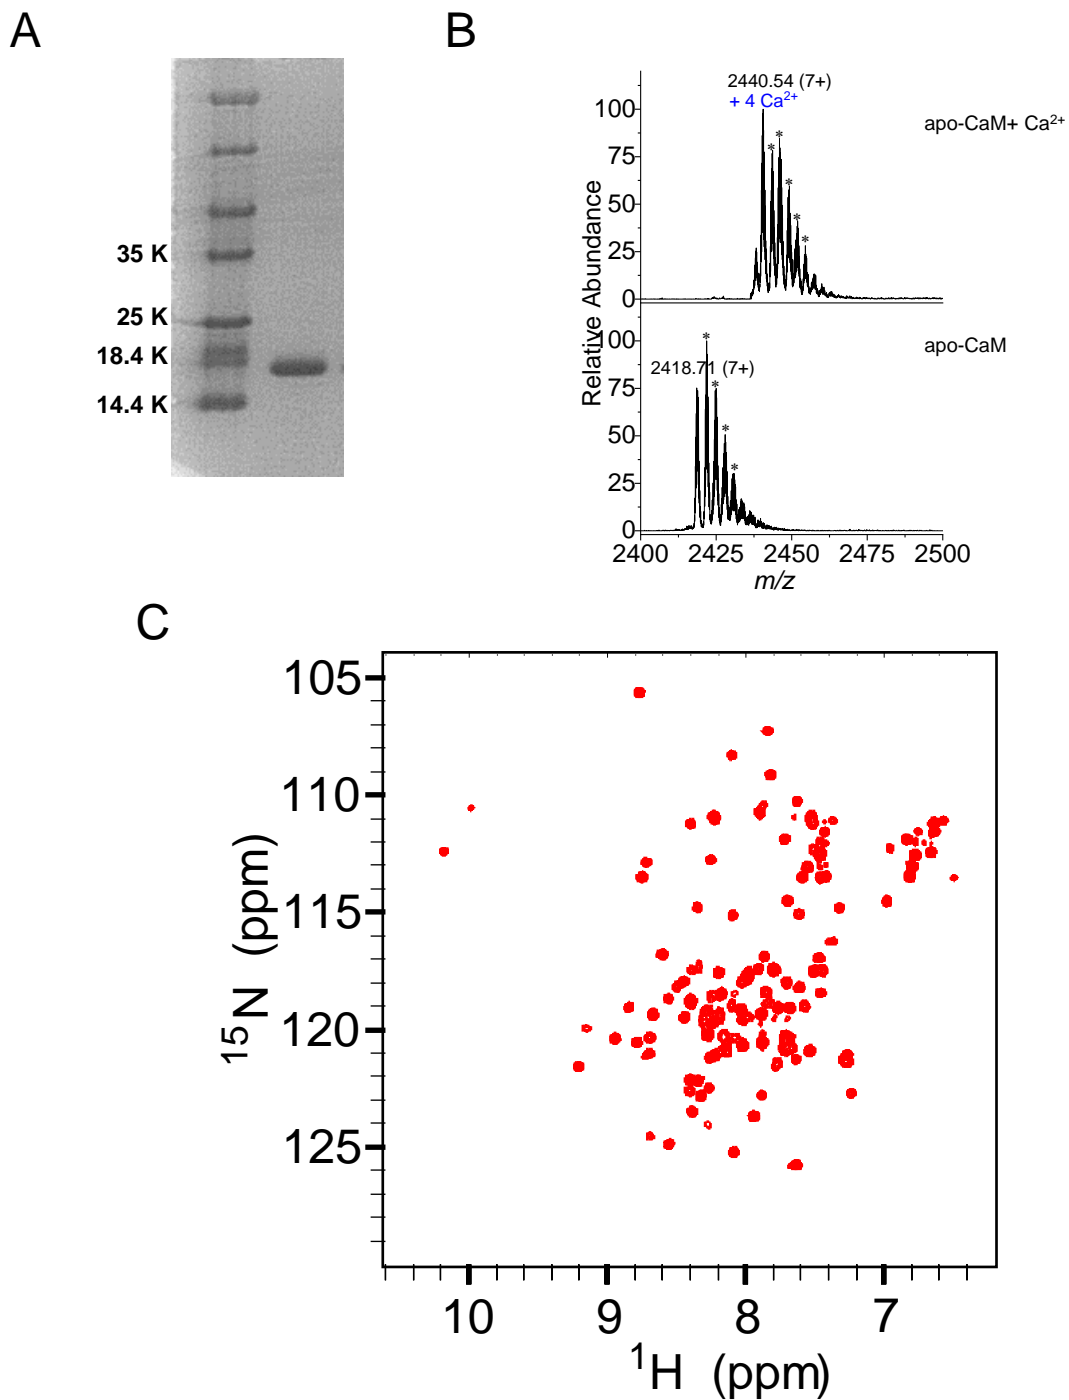 A
B
35 K
25 K
18.4 K
14.4 K
2440.54 (7+)
+ 4 Ca²⁺
apo-CaM+ Ca²⁺
100
75
50
25
0
* * * * *
Relative Abundance
apo-CaM
2418.71 (7+)
100
75
50
25
0
* * * *
2400 2425 2450 2475 2500
m/z
C
105
110
115
120
125
¹⁵N (ppm)
10 9 8 7
¹H (ppm)